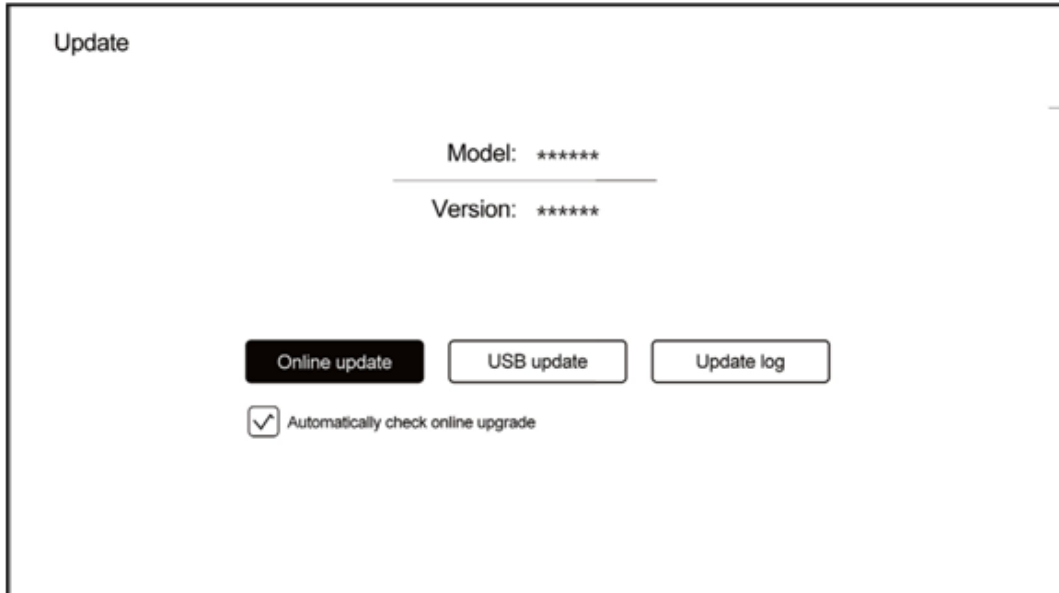 Update
Model: ******
Version: ******
Online update USB update Update log
Automatically check online upgrade